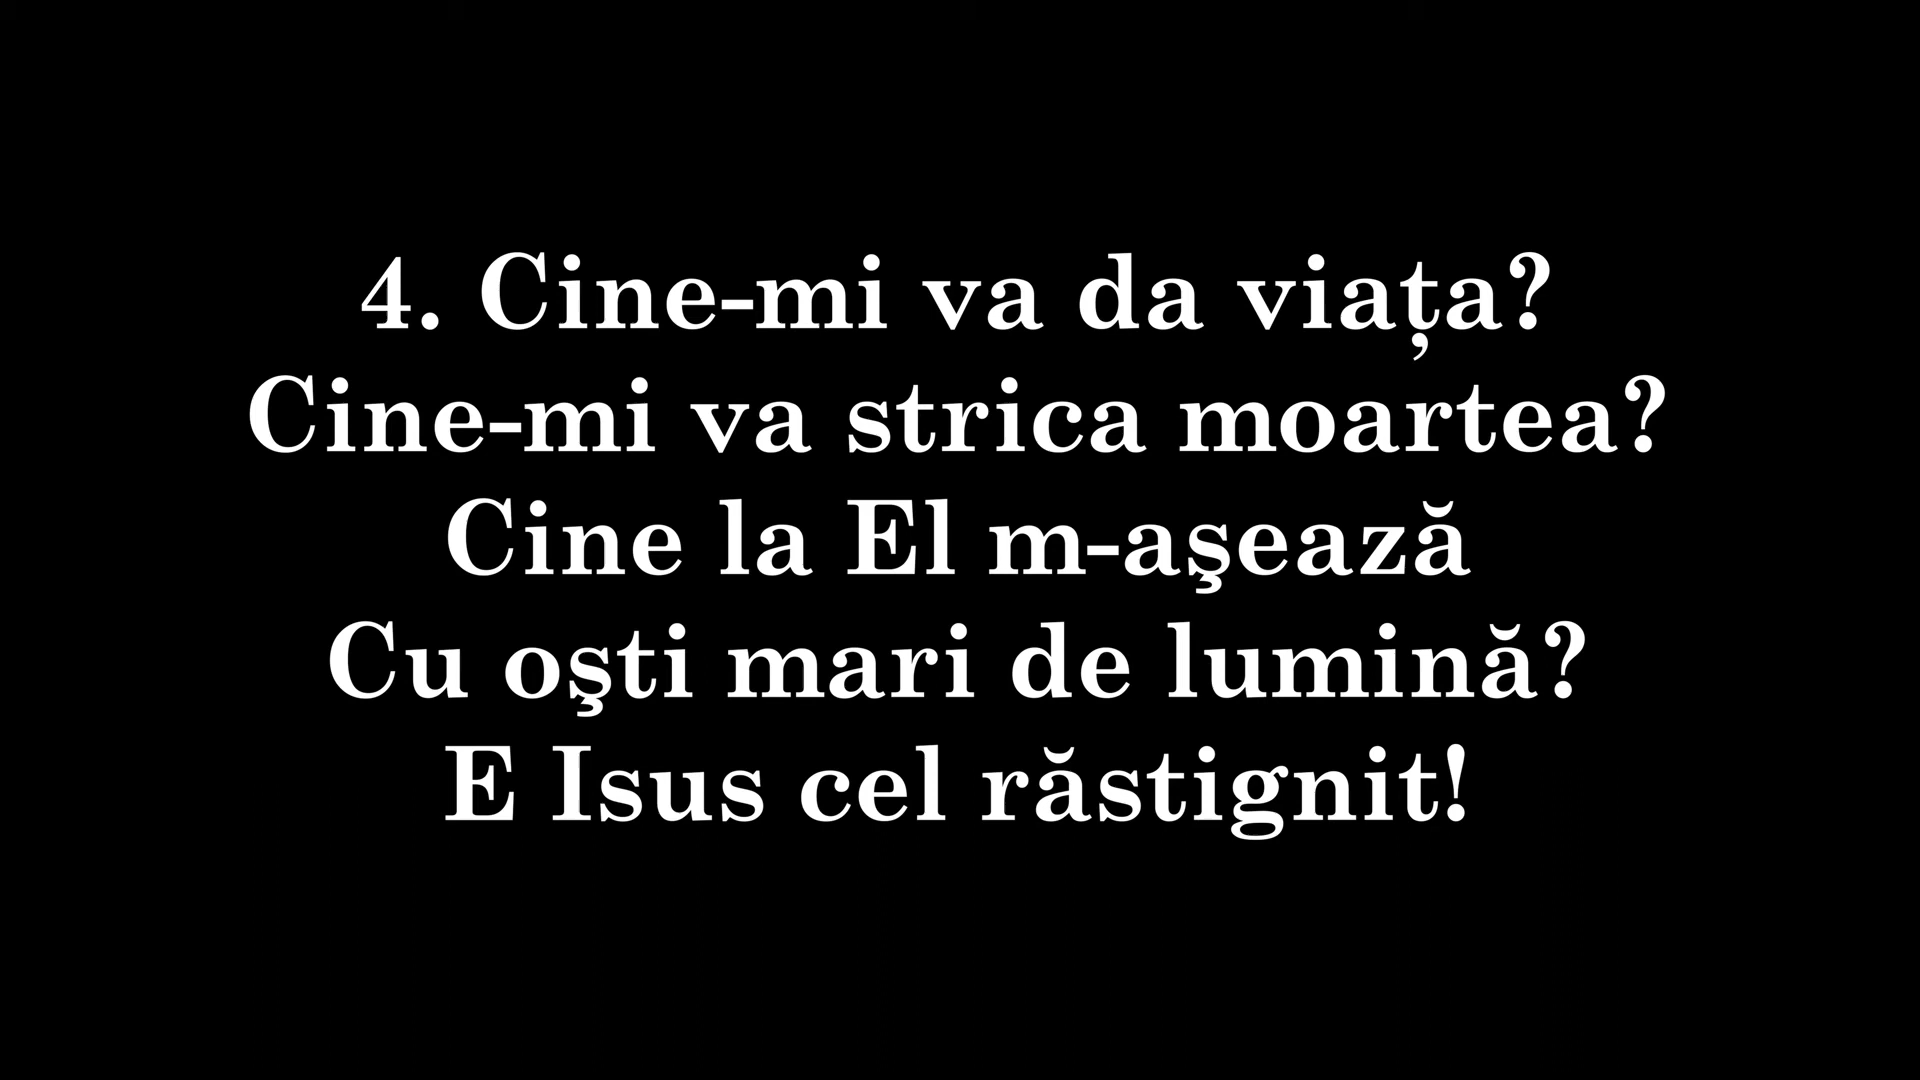 4. Cine-mi va da viața?
Cine-mi va strica moartea?
Cine la El m-aşează
Cu oşti mari de lumină?
E Isus cel răstignit!